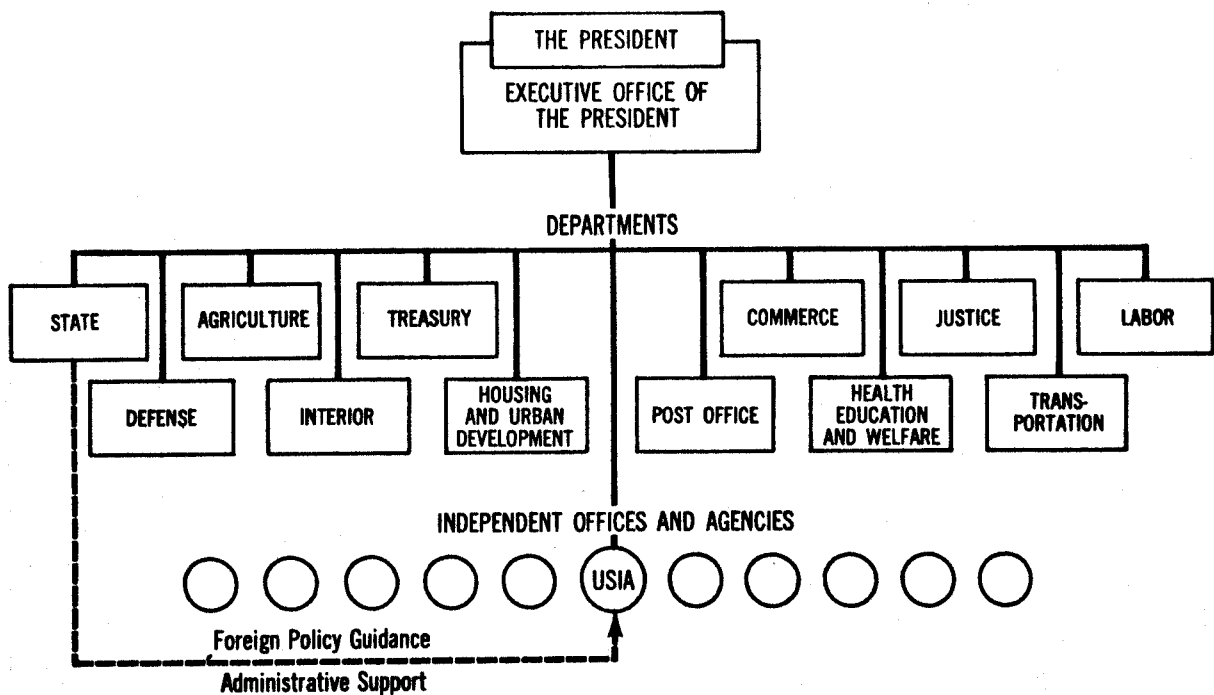 THE PRESIDENT
EXECUTIVE OFFICE OF
THE PRESIDENT
DEPARTMENTS
STATE
AGRICULTURE
TREASURY
COMMERCE
JUSTICE
LABOR
DEFENSE
INTERIOR
HOUSING
AND URBAN
DEVELOPMENT
POST OFFICE
HEALTH
EDUCATION
AND WELFARE
TRANS-
PORTATION
INDEPENDENT OFFICES AND AGENCIES
USIA
Foreign Policy Guidance
Administrative Support